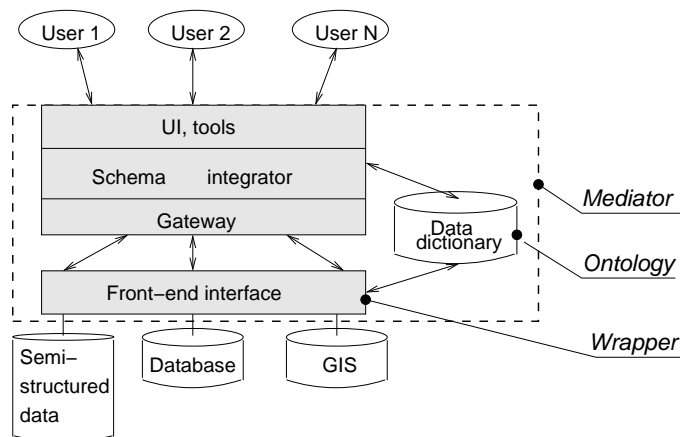 User 1
User 2
User N
UI, tools
Schema integrator
Gateway
Data
dictionary
Mediator
Ontology
Front−end interface
Wrapper
Semi−
structured
data
Database
GIS